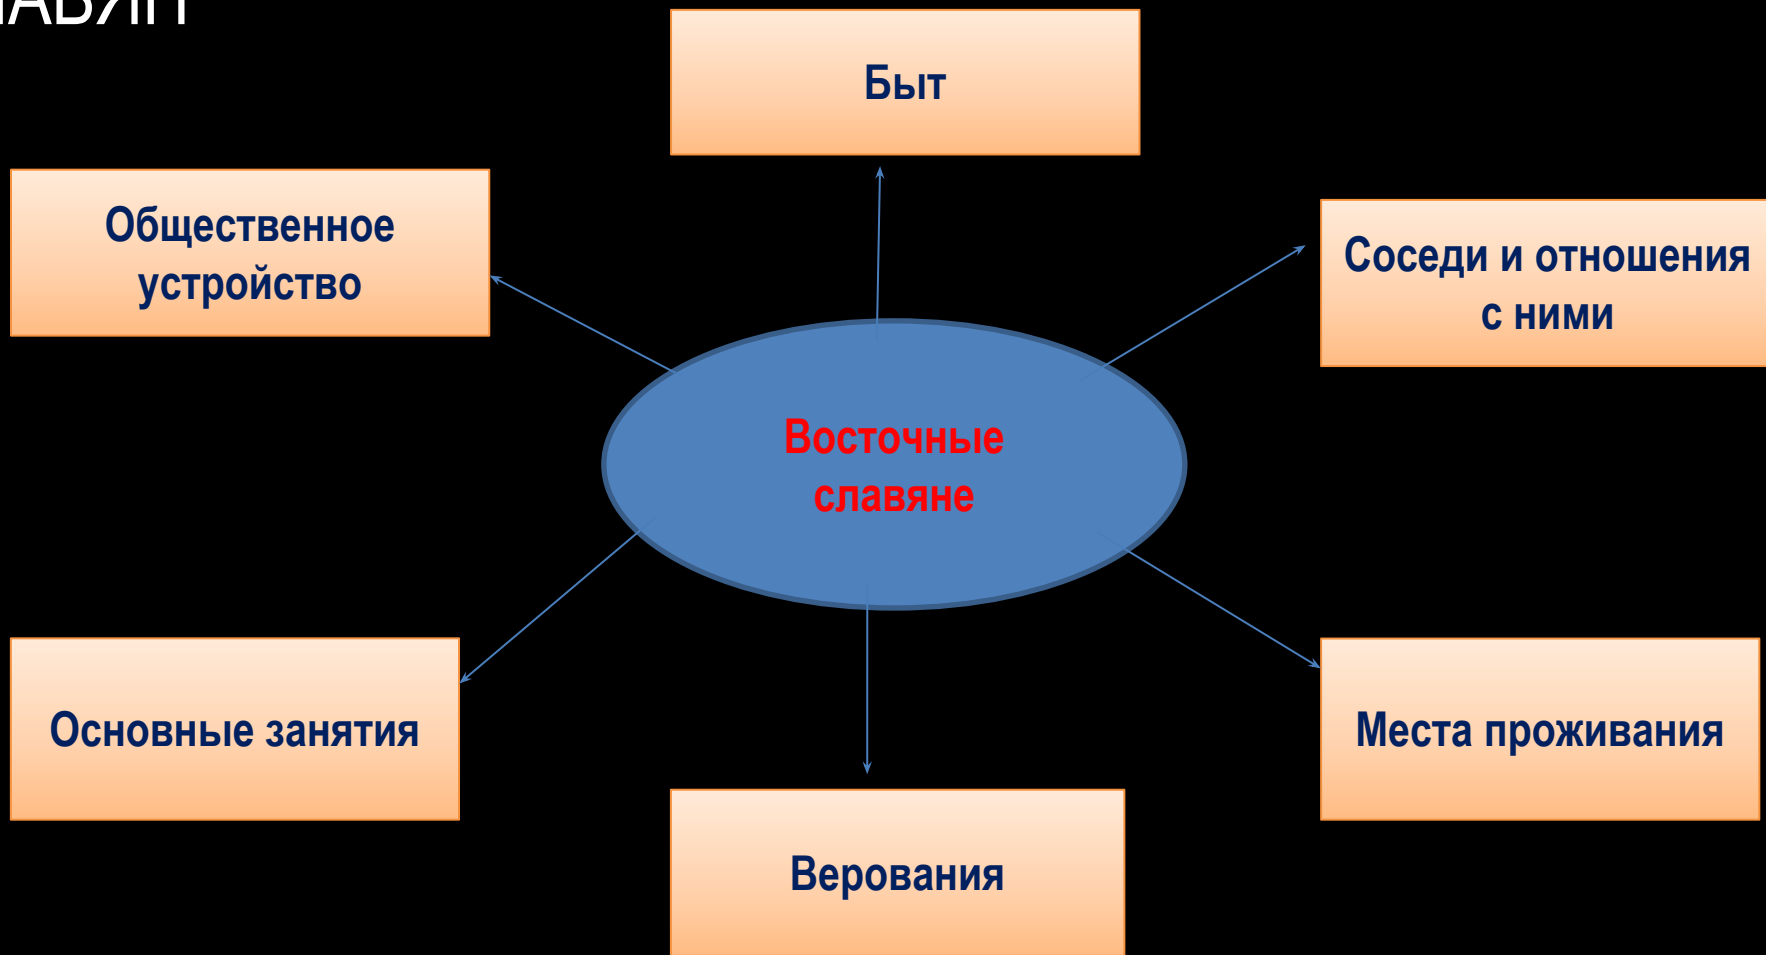 Быт
Общественное
устройство
Соседи и отношения
с ними
Восточные
славяне
Основные занятия
Места проживания
Верования